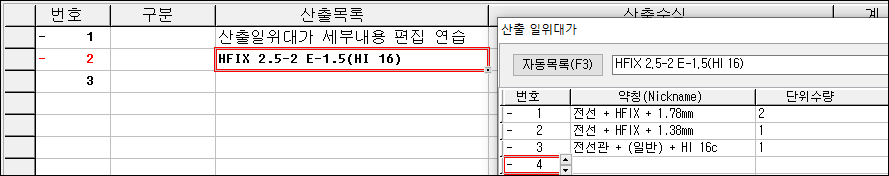 번호 구분 산출목록 산출수식 계
- 1 산출일위대가 세부내용 편집 연습
- 2 HFIX 2.5-2 E-1.5(HI 16)
3
산출 일위대가
자동목록(F3) HFIX 2.5-2 E-1.5(HI 16)
번호 약칭(Nickname) 단위수량
- 1 전선 + HFIX + 1.78mm 2
- 2 전선 + HFIX + 1.38mm 1
- 3 전선관 + (일반) + HI 16c 1
- 4